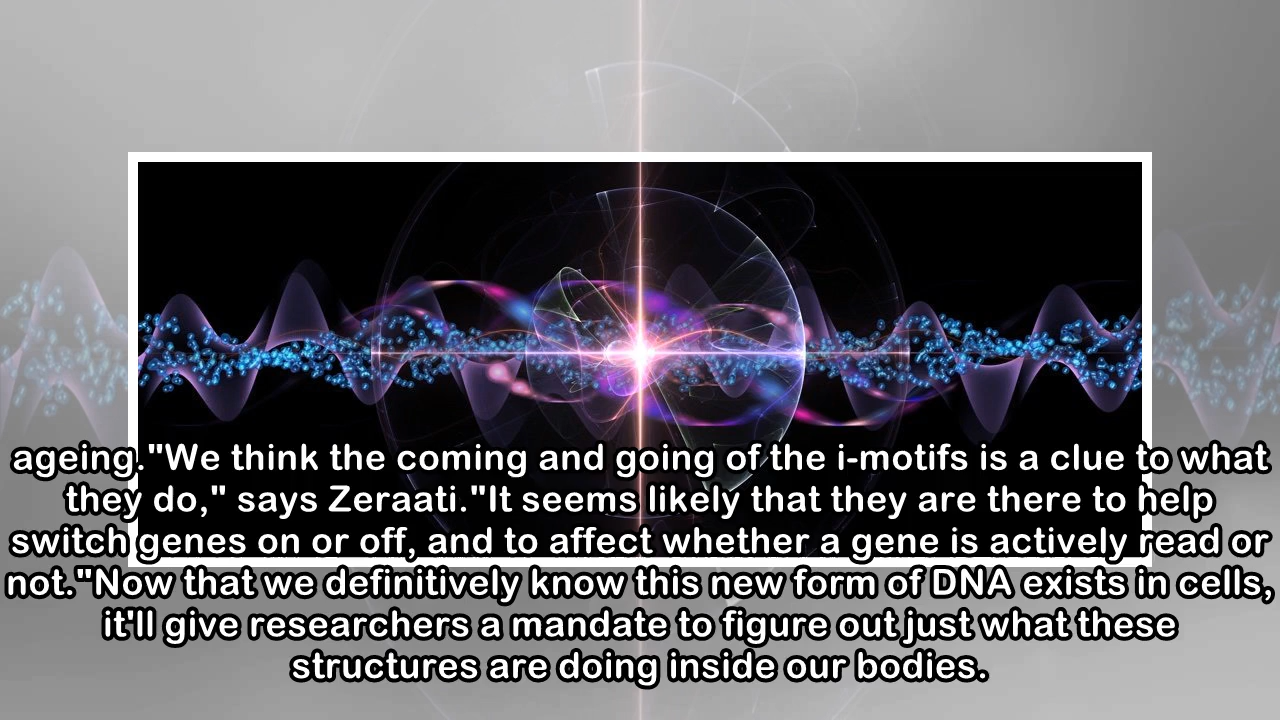 ageing."We think the coming and going of the i-motifs is a clue to what
they do," says Zeraati."It seems likely that they are there to help
switch genes on or off, and to affect whether a gene is actively read or
not."Now that we definitively know this new form of DNA exists in cells,
it'll give researchers a mandate to figure out just what these
structures are doing inside our bodies.